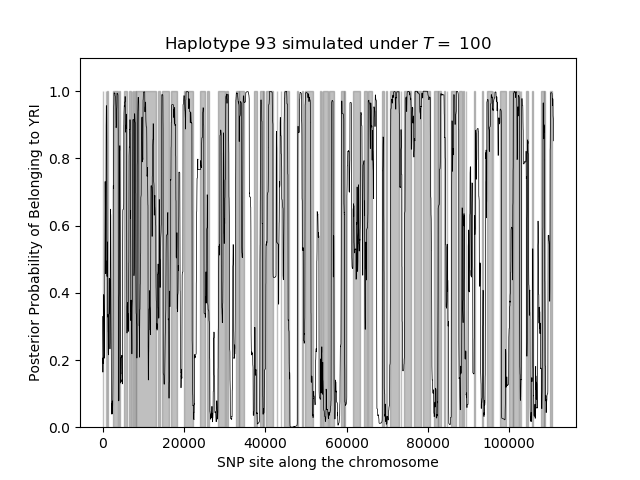 Haplotype 93 simulated under T = 100
Posterior Probability of Belonging to YRI
1.0
0.8
0.6
0.4
0.2
0.0
0 20000 40000 60000 80000 100000
SNP site along the chromosome